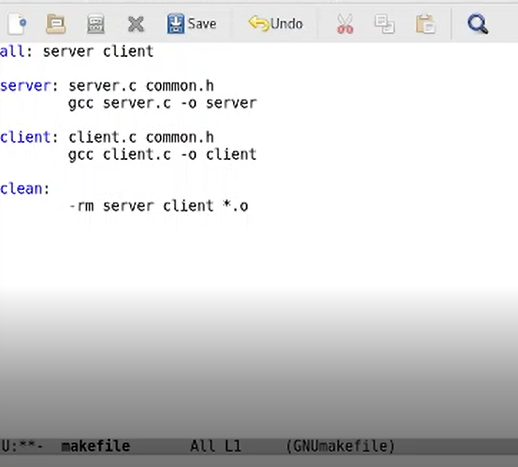 Save Undo
all: server client
server: server.c common.h
gcc server.c -o server
client: client.c common.h
gcc client.c -o client
clean:
-rm server client *.o
U:**- makefile All L1 (GNUmakefile)